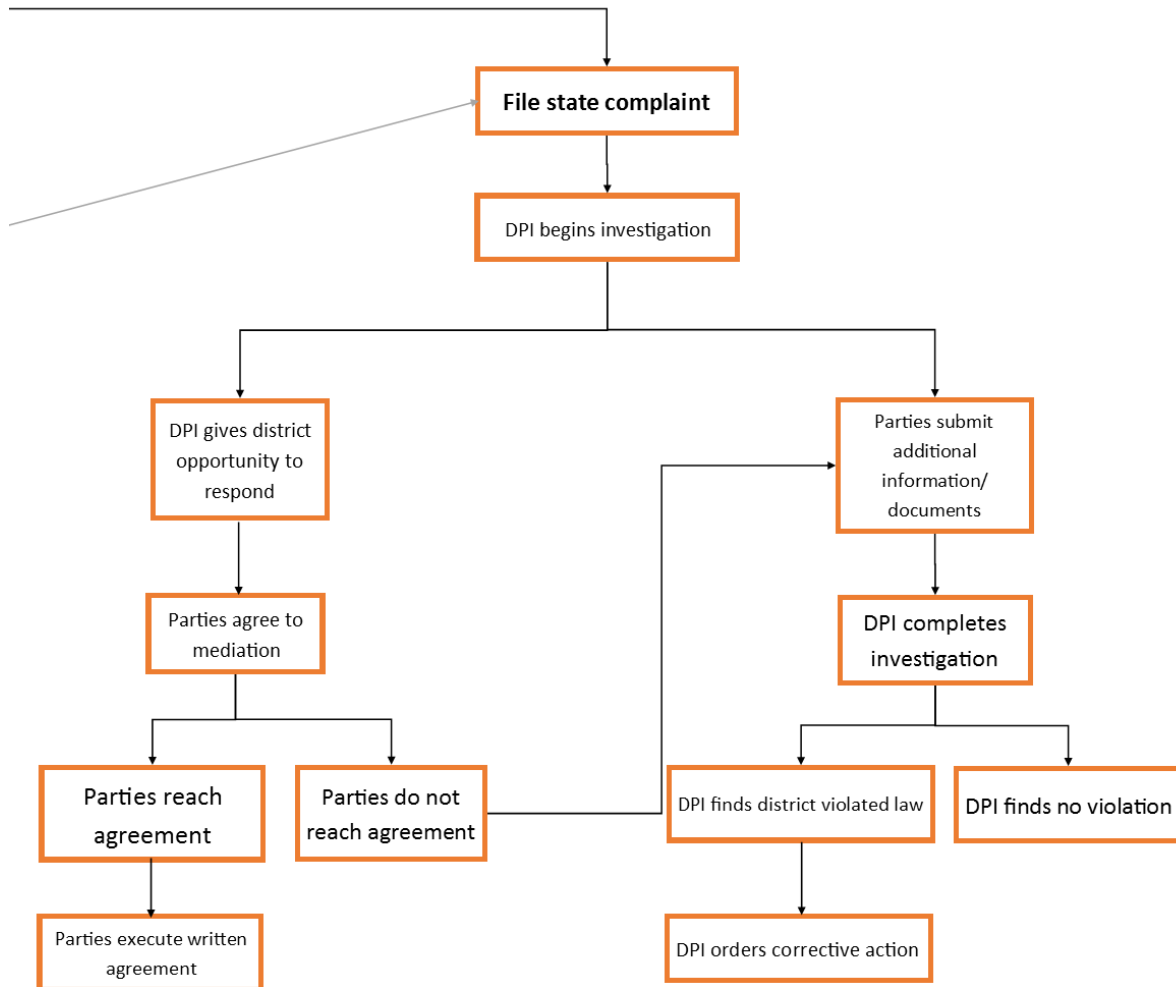 File state complaint
DPI begins investigation
DPI gives district
opportunity to
respond
Parties submit
additional
information/
documents
Parties agree to
mediation
DPI completes
investigation
Parties reach
agreement
Parties do not
reach agreement
DPI finds district violated law
DPI finds no violation
Parties execute written
agreement
DPI orders corrective action